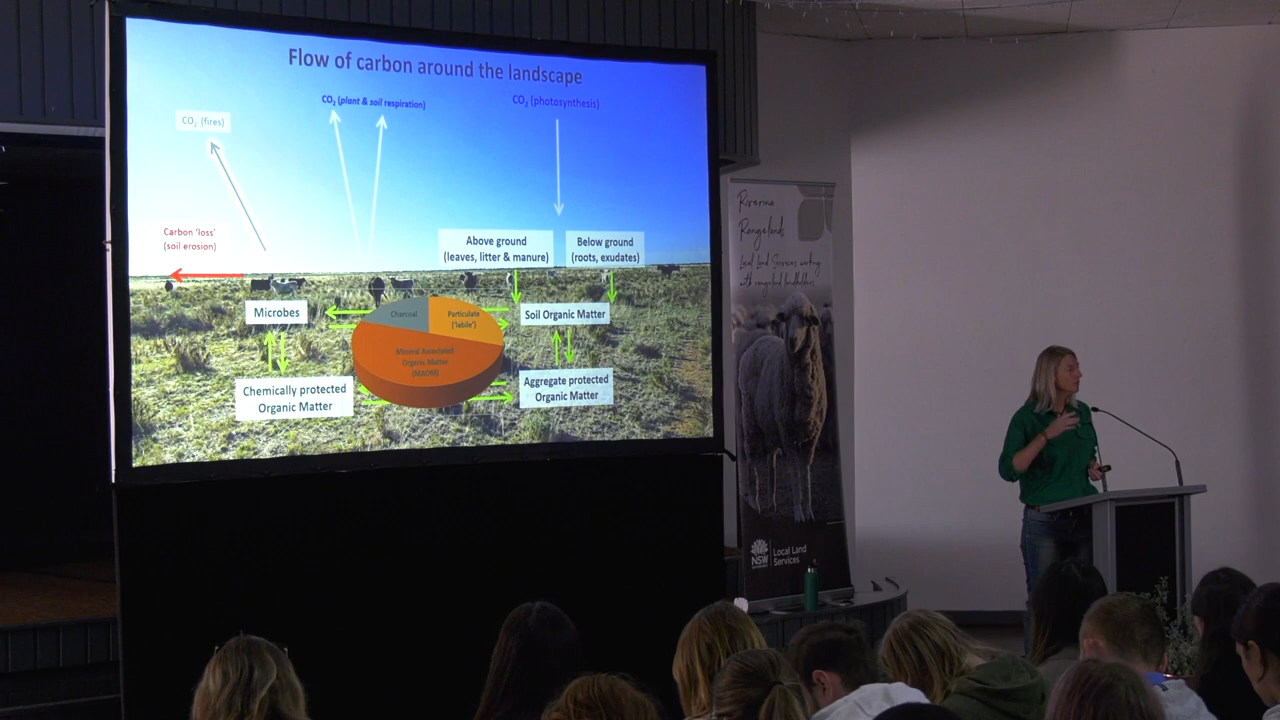 Flow of carbon around the landscape
CO₂ (plant & soil respiration)
CO₂ (photosynthesis)
CO₂ (fires)
Carbon 'loss'
(soil erosion)
Above ground
(leaves, litter & manure)
Below ground
(roots, exudates)
Microbes
Charcoal
Particulate
('labile')
Soil Organic Matter
Mineral Associated
Organic Matter
(MAOM)
Chemically protected
Organic Matter
Aggregate protected
Organic Matter
Riverina
Rangelands
Local Land Services working
with rangeland landholders
NSW
Local Land
Services